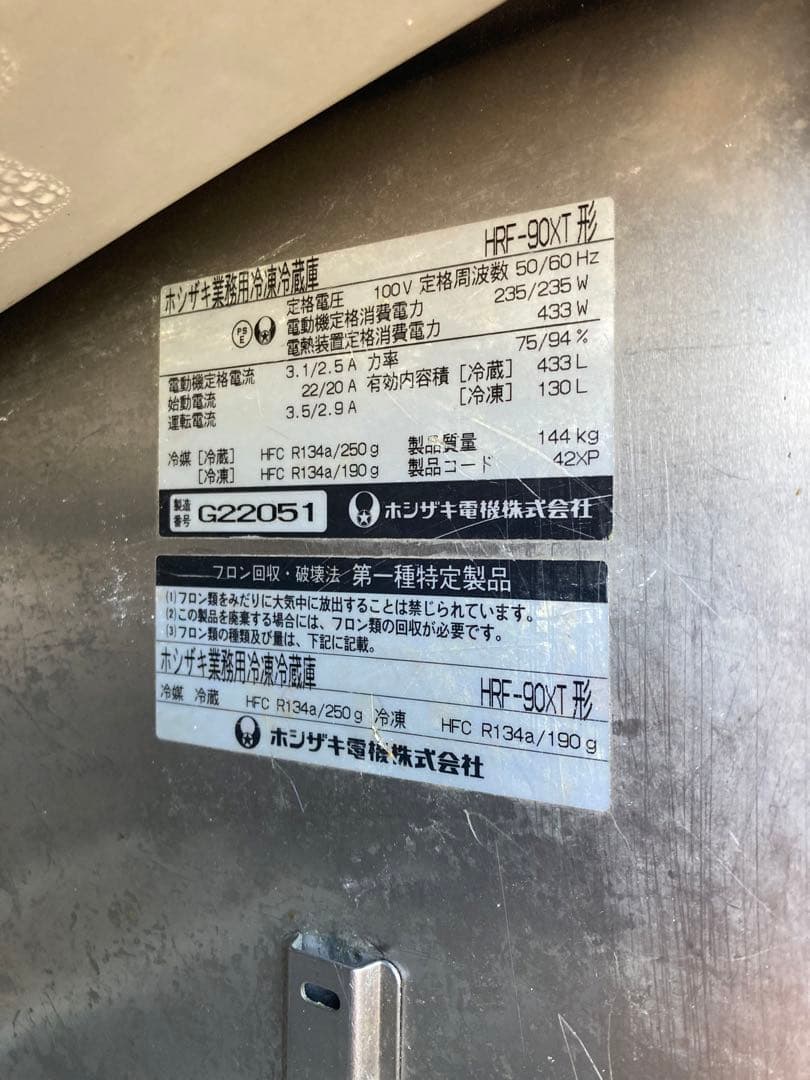 ホシザキ業務用冷凍冷蔵庫 HRF-90XT形
定格電圧 100V 定格周波数 50/60 Hz
電動機定格消費電力 235/235 W
電熱装置定格消費電力 433 W
電動機定格電流 3.1/2.5 A 力率 75/94 %
始動電流 22/20 A 有効内容積 [冷蔵] 433 L
運転電流 3.5/2.9 A [冷凍] 130 L
冷媒 [冷蔵] HFC R134a/250g 製品質量 144 kg
[冷凍] HFC R134a/190g 製品コード 42XP
製造番号 G22051 ホシザキ電機株式会社
フロン回収・破壊法 第一種特定製品
(1)フロン類をみだりに大気中に放出することは禁じられています。
(2)この製品を廃棄する場合には、フロン類の回収が必要です。
(3)フロン類の種類及び量は、下記に記載。
ホシザキ業務用冷凍冷蔵庫 HRF-90XT形
冷媒 冷蔵 HFC R134a/250g 冷凍 HFC R134a/190g
ホシザキ電機株式会社